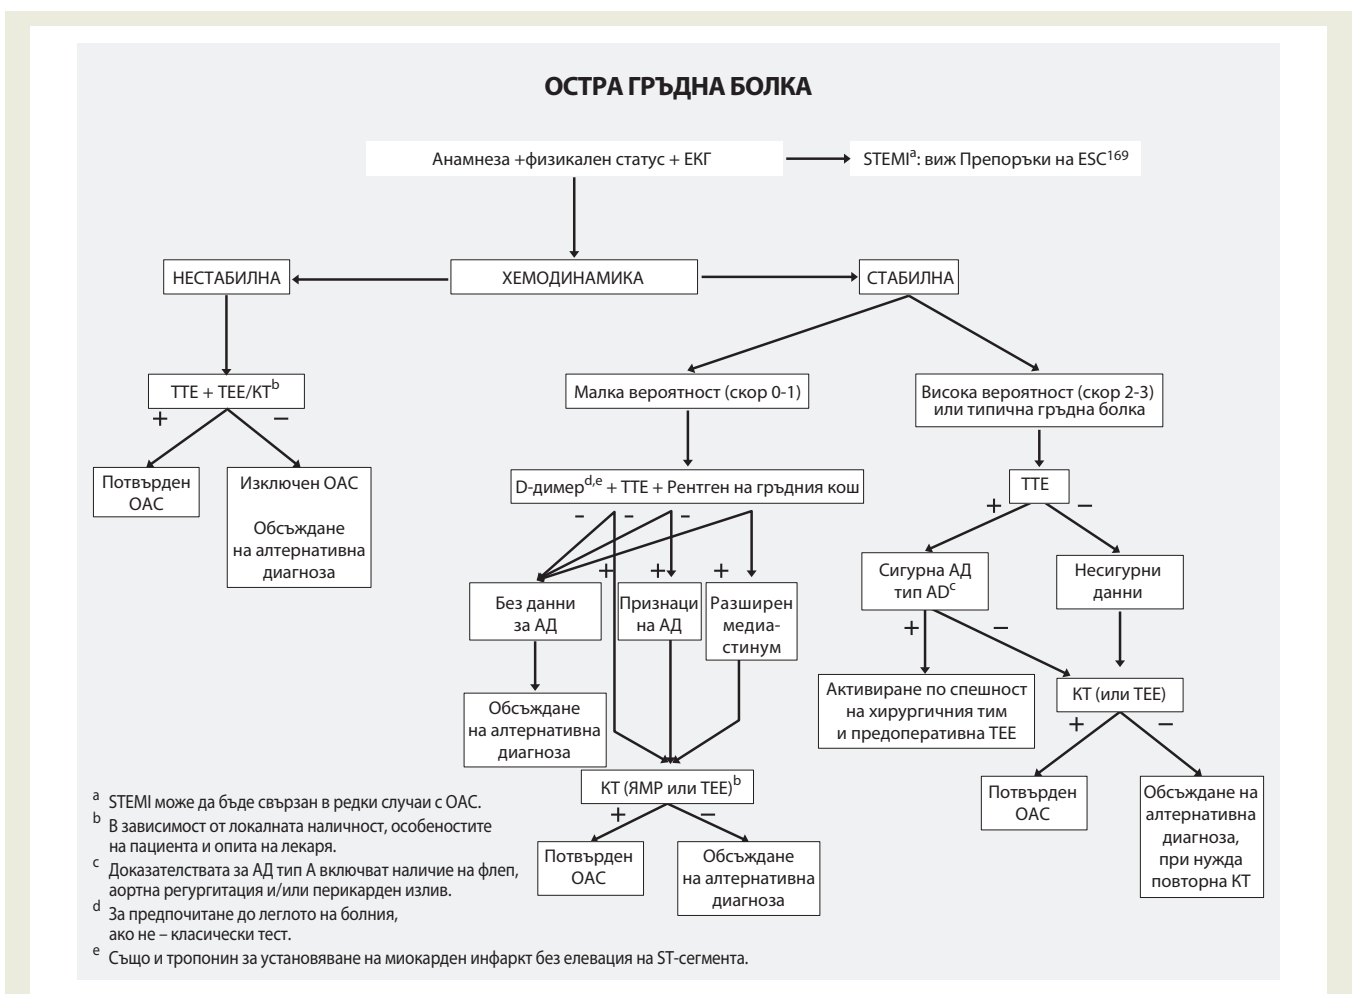 ОСТРА ГРЪДНА БОЛКА
Анамнеза +физикален статус + ЕКГ
STEMIa: виж Препоръки на ESC169
НЕСТАБИЛНА
ХЕМОДИНАМИКА
СТАБИЛНА
ТТЕ + ТЕЕ/КТb
+
–
Потвърден
ОАС
Изключен ОАС
Обсъждане
на алтернативна
диагноза
Малка вероятност (скор 0-1)
Висока вероятност (скор 2-3)
или типична гръдна болка
D-димерd,e + ТТЕ + Рентген на гръдния кош
-
-
-
+
+
+
Без данни
за АД
Признаци
на АД
Разширен
медиа-
стинум
Обсъждане
на алтернативна
диагноза
КТ (ЯМР или ТЕЕ)b
+
–
Потвърден
ОАС
Обсъждане
на алтернативна
диагноза
ТТЕ
+
–
Сигурна АД
тип ADc
Несигурни
данни
+
–
Активиране по спешност
на хирургичния тим
и предоперативна ТЕЕ
КТ (или ТЕЕ)
+
–
Потвърден
ОАС
Обсъждане на
алтернативна
диагноза,
при нужда
повторна КТ
a STEMI може да бъде свързан в редки случаи с ОАС.
b В зависимост от локалната наличност, особеностите
на пациента и опита на лекаря.
c Доказателствата за АД тип А включват наличие на флеп,
аортна регургитация и/или перикарден излив.
d За предпочитане до леглото на болния,
ако не – класически тест.
e Също и тропонин за установяване на миокарден инфаркт без елевация на ST-сегмента.